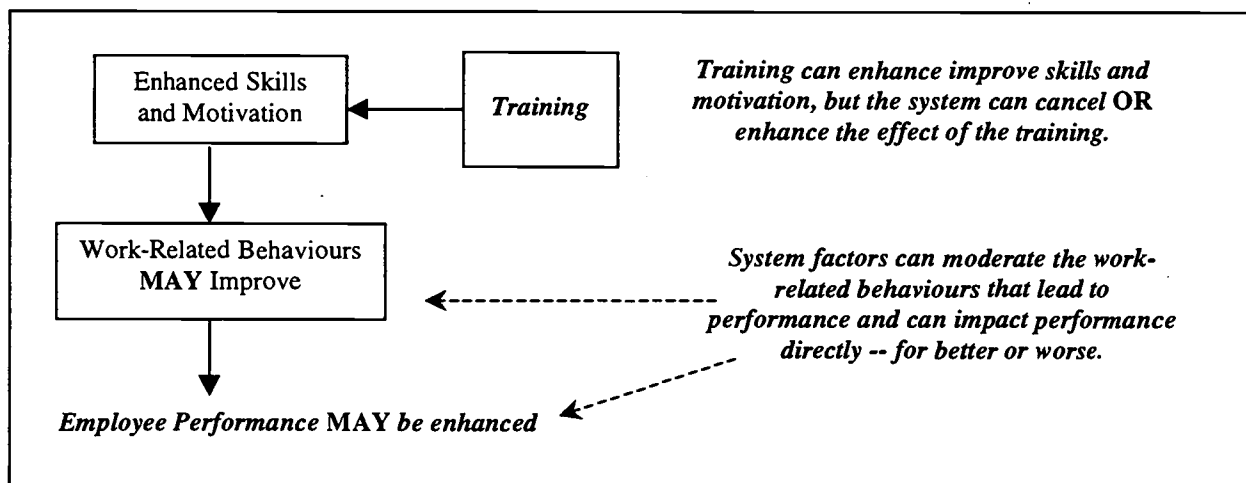 Enhanced Skills
and Motivation
Training
Training can enhance improve skills and
motivation, but the system can cancel OR
enhance the effect of the training.
Work-Related Behaviours
MAY Improve
System factors can moderate the work-
related behaviours that lead to
performance and can impact performance
directly -- for better or worse.
Employee Performance MAY be enhanced